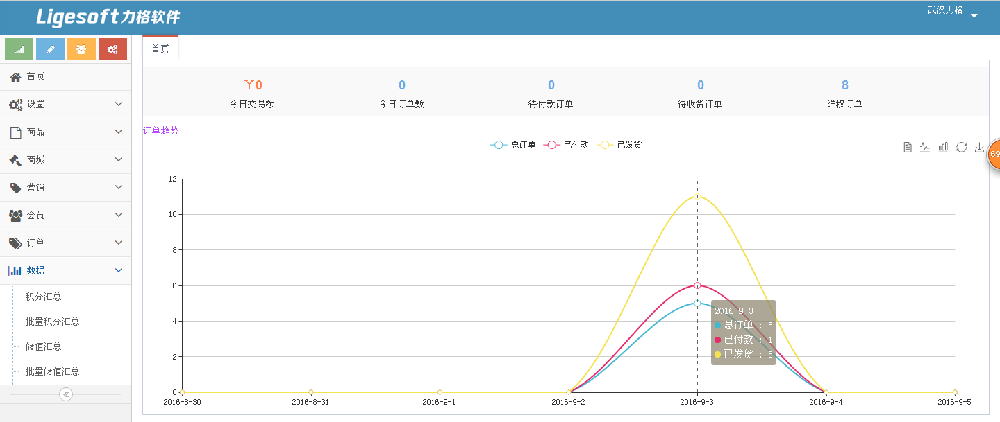 Ligesoft力格软件
武汉力格
首页
首页
设置
商品
商城
营销
会员
订单
数据
积分汇总
批量积分汇总
储值汇总
批量储值汇总
¥0
今日交易额
0
今日订单数
0
待付款订单
0
待收货订单
8
维权订单
订单趋势
总订单 已付款 已发货
69
12
10
8
6
4
2
0
2016-9-3
总订单 : 5
已付款 : 1
已发货 : 5
2016-8-30 2016-8-31 2016-9-1 2016-9-2 2016-9-3 2016-9-4 2016-9-5